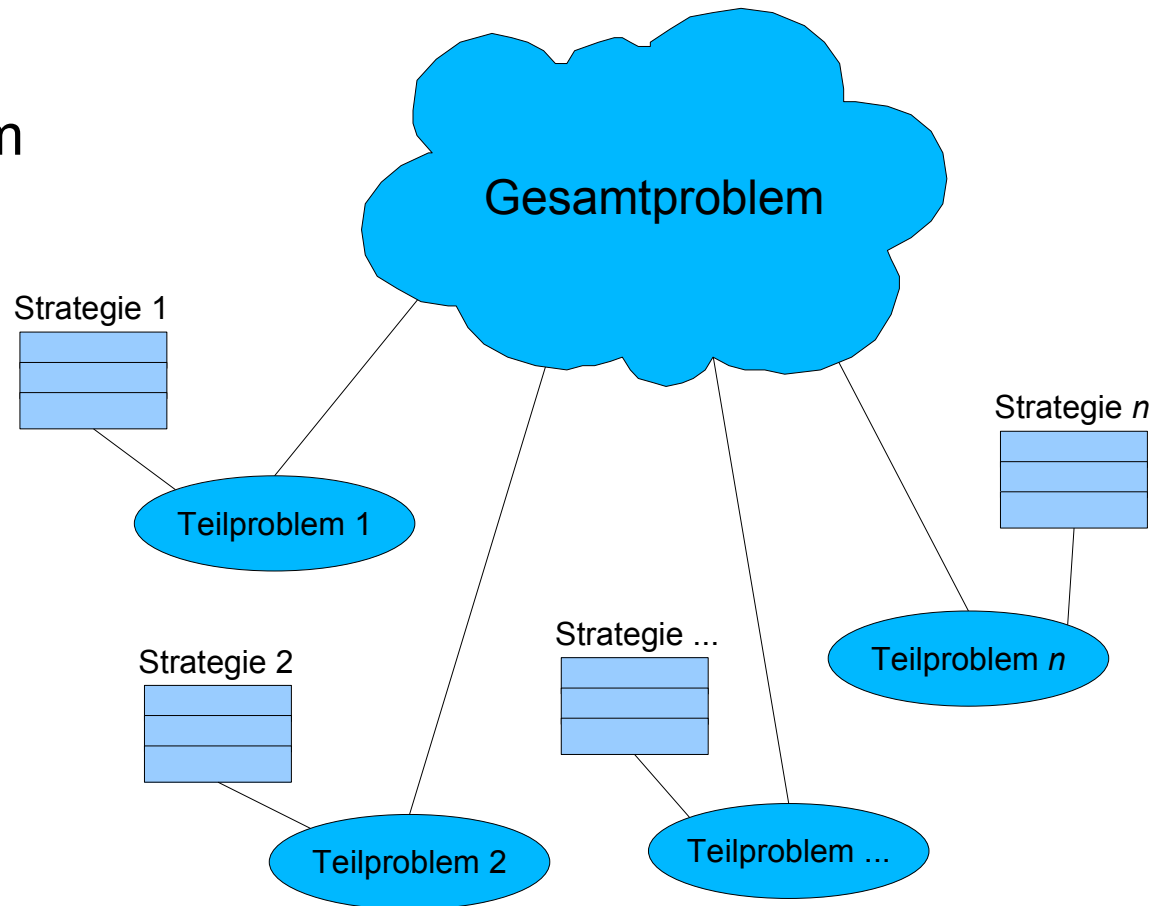 Gesamtproblem
Strategie 1
Teilproblem 1
Strategie n
Teilproblem n
Strategie 2
Teilproblem 2
Strategie ...
Teilproblem ...